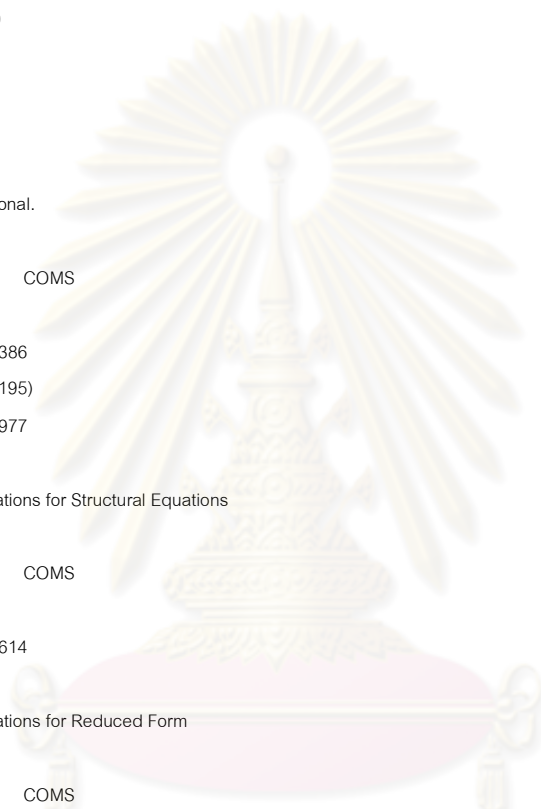 onal.
COMS
386
195)
977
ations for Structural Equations
COMS
614
ations for Reduced Form
COMS